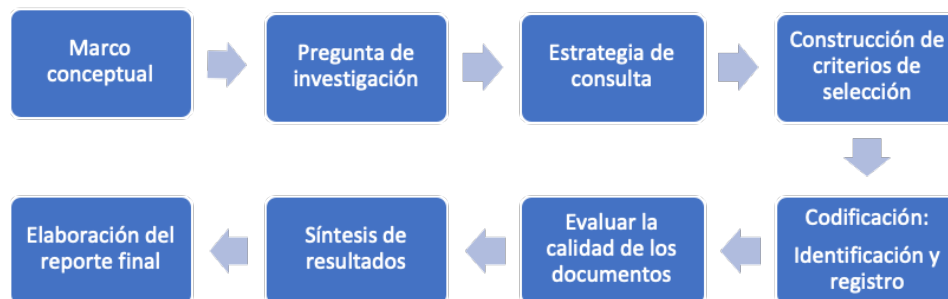 Marco
conceptual
Pregunta de
investigación
Estrategia de
consulta
Construcción de
criterios de
selección
Codificación:
Identificación y
registro
Evaluar la
calidad de los
documentos
Síntesis de
resultados
Elaboración del
reporte final